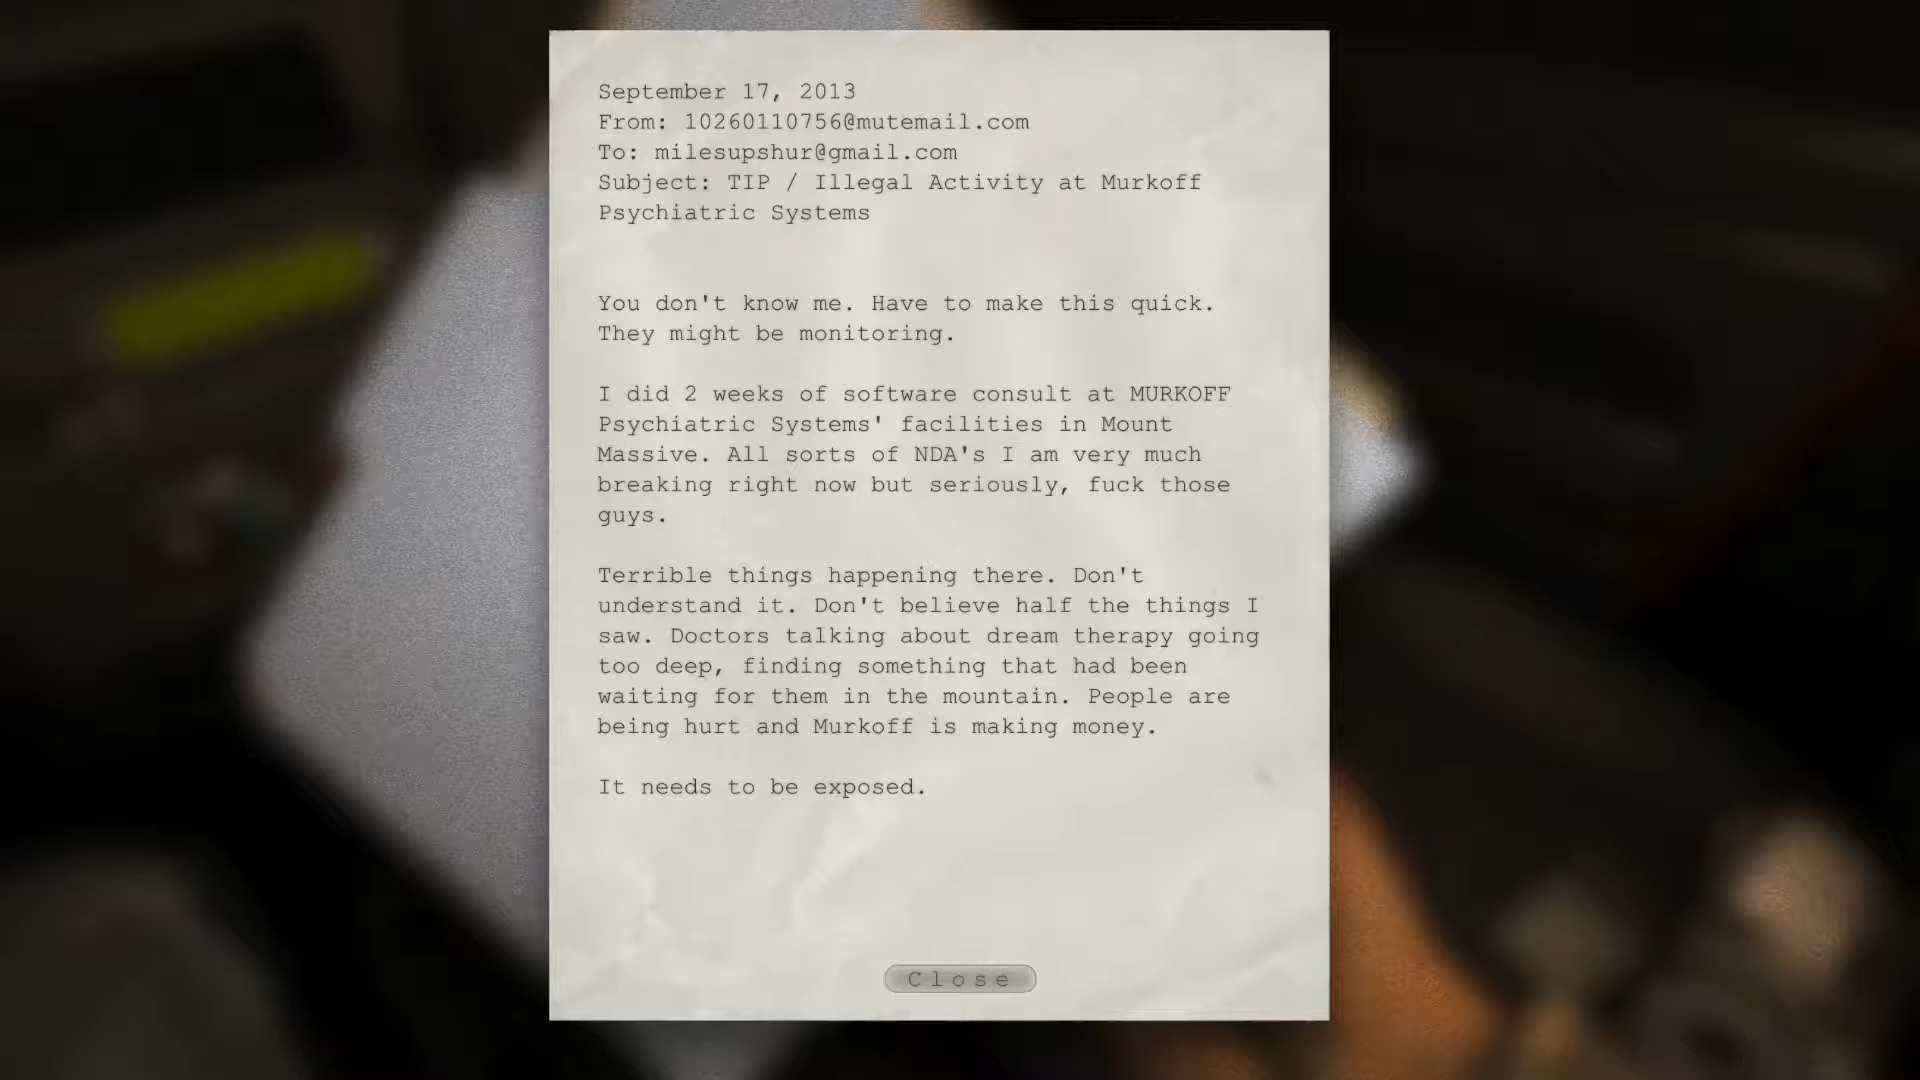 September 17, 2013
From: 10260110756@mutemail.com
To: milesupshur@gmail.com
Subject: TIP / Illegal Activity at Murkoff
Psychiatric Systems
You don't know me. Have to make this quick.
They might be monitoring.
I did 2 weeks of software consult at MURKOFF
Psychiatric Systems' facilities in Mount
Massive. All sorts of NDA's I am very much
breaking right now but seriously, fuck those
guys.
Terrible things happening there. Don't
understand it. Don't believe half the things I
saw. Doctors talking about dream therapy going
too deep, finding something that had been
waiting for them in the mountain. People are
being hurt and Murkoff is making money.
It needs to be exposed.
Close